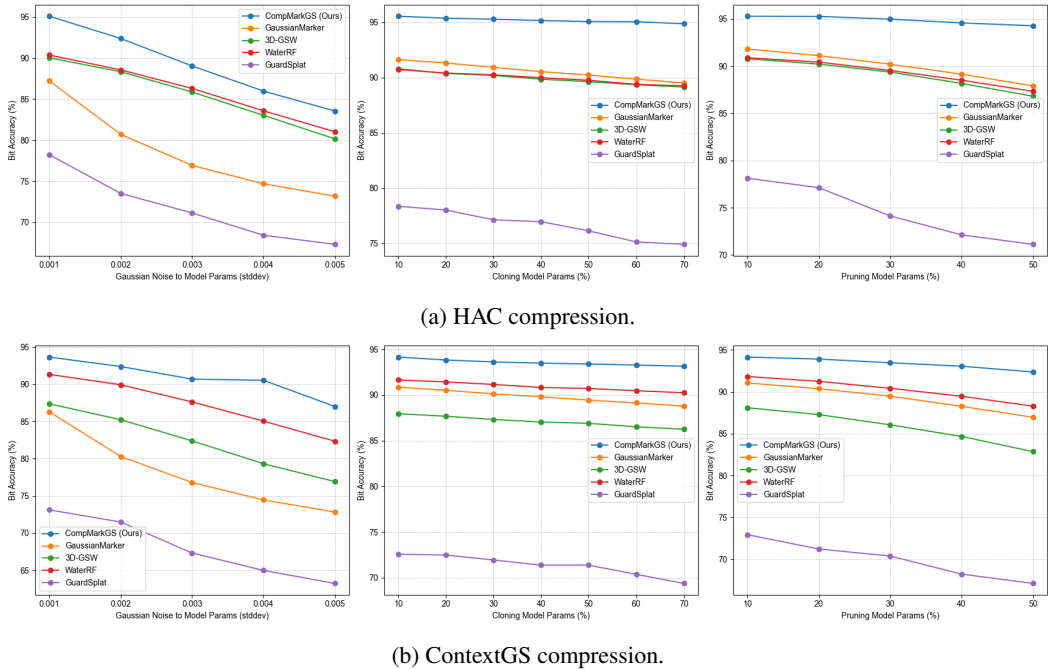 95
90
85
80
75
70
Bit Accuracy (%)
0.001 0.002 0.003 0.004 0.005
Gaussian Noise to Model Params (stddev)
CompMarkGS (Ours)
GaussianMarker
3D-GSW
WaterRF
GuardSplat
95
90
85
80
75
Bit Accuracy (%)
10 20 30 40 50 60 70
Cloning Model Params (%)
CompMarkGS (Ours)
GaussianMarker
3D-GSW
WaterRF
GuardSplat
95
90
85
80
75
70
Bit Accuracy (%)
10 20 30 40 50
Pruning Model Params (%)
CompMarkGS (Ours)
GaussianMarker
3D-GSW
WaterRF
GuardSplat
(a) HAC compression.
95
90
85
80
75
70
65
Bit Accuracy (%)
0.001 0.002 0.003 0.004 0.005
Gaussian Noise to Model Params (stddev)
CompMarkGS (Ours)
GaussianMarker
3D-GSW
WaterRF
GuardSplat
95
90
85
80
75
70
Bit Accuracy (%)
10 20 30 40 50 60 70
Cloning Model Params (%)
CompMarkGS (Ours)
GaussianMarker
3D-GSW
WaterRF
GuardSplat
95
90
85
80
75
70
Bit Accuracy (%)
10 20 30 40 50
Pruning Model Params (%)
CompMarkGS (Ours)
GaussianMarker
3D-GSW
WaterRF
GuardSplat
(b) ContextGS compression.